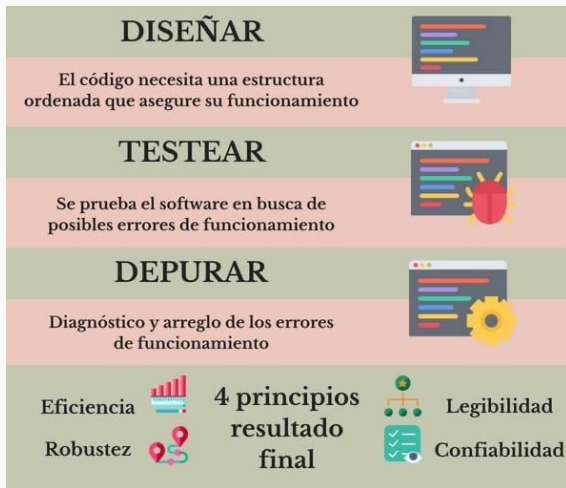 DISEÑAR
El código necesita una estructura
ordenada que asegure su funcionamiento
TESTEAR
Se prueba el software en busca de
posibles errores de funcionamiento
DEPURAR
Diagnóstico y arreglo de los errores
de funcionamiento
Eficiencia
Robustez
4 principios
resultado
final
Legibilidad
Confiabilidad